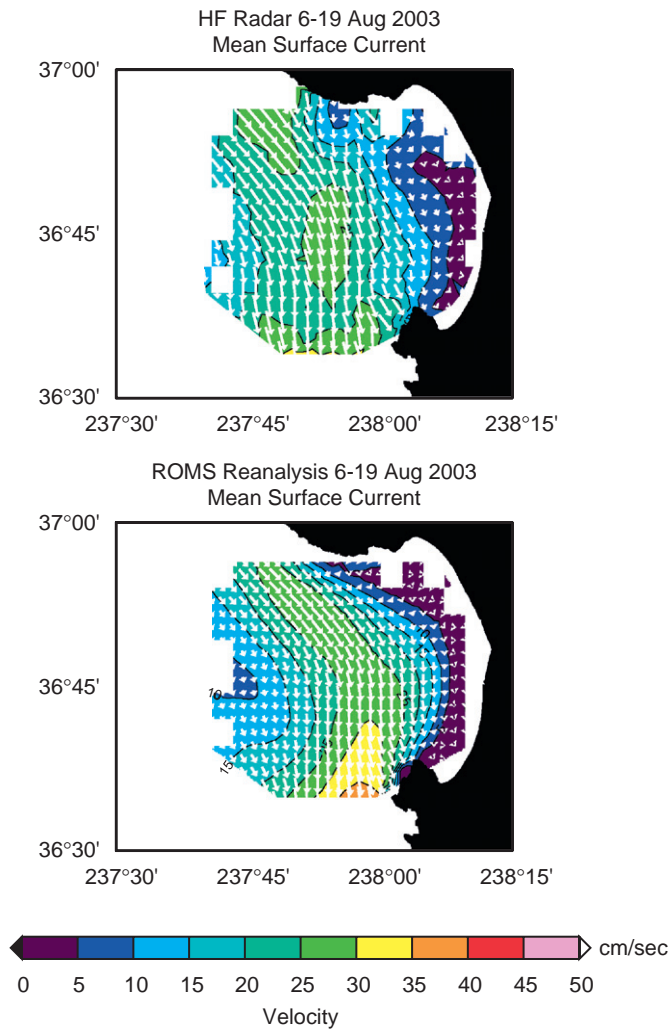 HF Radar 6-19 Aug 2003
Mean Surface Current
37°00'
36°45'
36°30'
237°30' 237°45' 238°00' 238°15'
ROMS Reanalysis 6-19 Aug 2003
Mean Surface Current
37°00'
10
15
36°45'
10
15
36°30'
237°30' 237°45' 238°00' 238°15'
cm/sec
0 5 10 15 20 25 30 35 40 45 50
Velocity